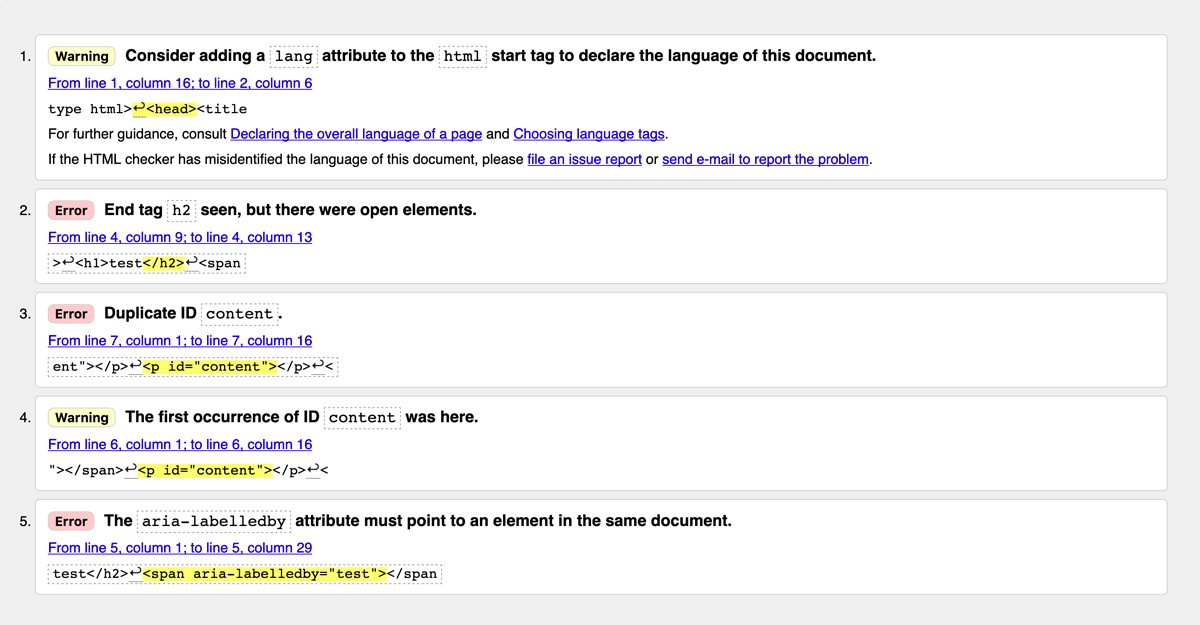 1. Warning Consider adding a lang attribute to the html start tag to declare the language of this document.
From line 1, column 16; to line 2, column 6
type html>↩<head><title
For further guidance, consult Declaring the overall language of a page and Choosing language tags.
If the HTML checker has misidentified the language of this document, please file an issue report or send e-mail to report the problem.
2. Error End tag h2 seen, but there were open elements.
From line 4, column 9; to line 4, column 13
>↩<h1>test</h2>↩<span
3. Error Duplicate ID content.
From line 7, column 1; to line 7, column 16
ent"></p>↩<p id="content"></p>↩<
4. Warning The first occurrence of ID content was here.
From line 6, column 1; to line 6, column 16
"></span>↩<p id="content"></p>↩<
5. Error The aria-labelledby attribute must point to an element in the same document.
From line 5, column 1; to line 5, column 29
test</h2>↩<span aria-labelledby="test"></span